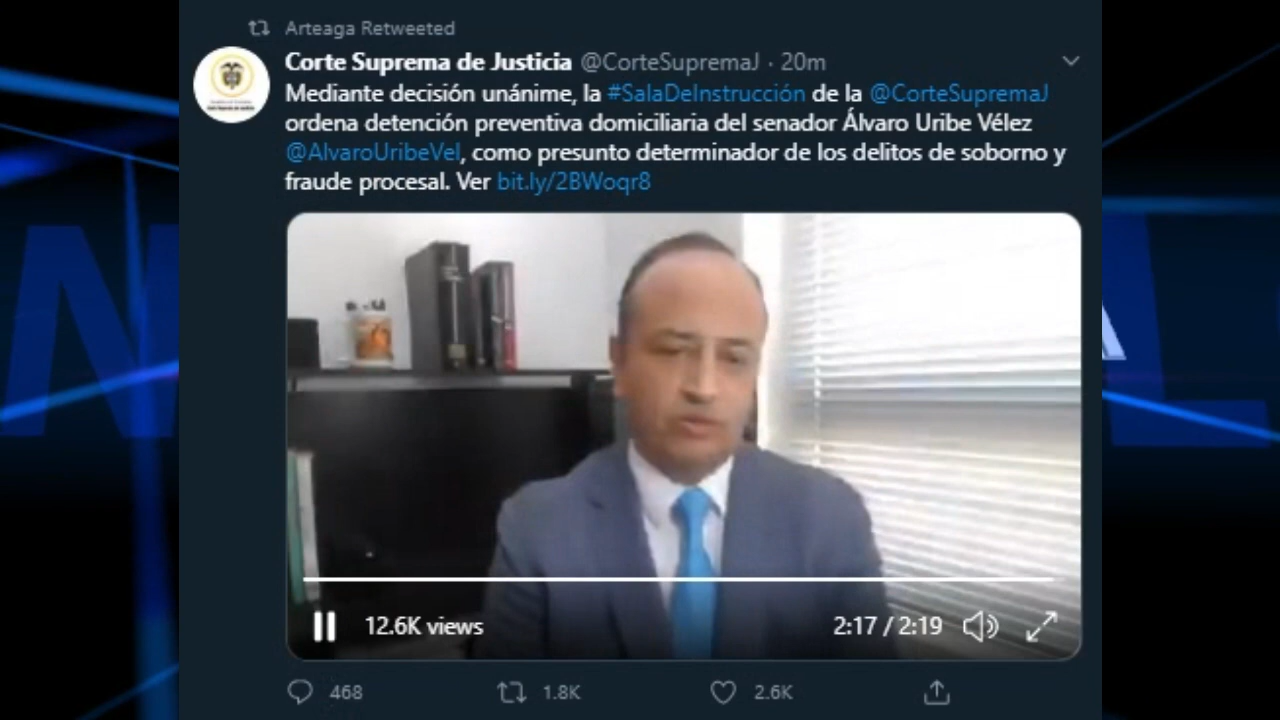 Arteaga Retweeted
Corte Suprema de Justicia @CorteSupremaJ · 20m
Mediante decisión unánime, la #SalaDeInstrucción de la @CorteSupremaJ
ordena detención preventiva domiciliaria del senador Álvaro Uribe Vélez
@AlvaroUribeVel, como presunto determinador de los delitos de soborno y
fraude procesal. Ver bit.ly/2BWoqr8
12.6K views
2:17 / 2:19
468
1.8K
2.6K